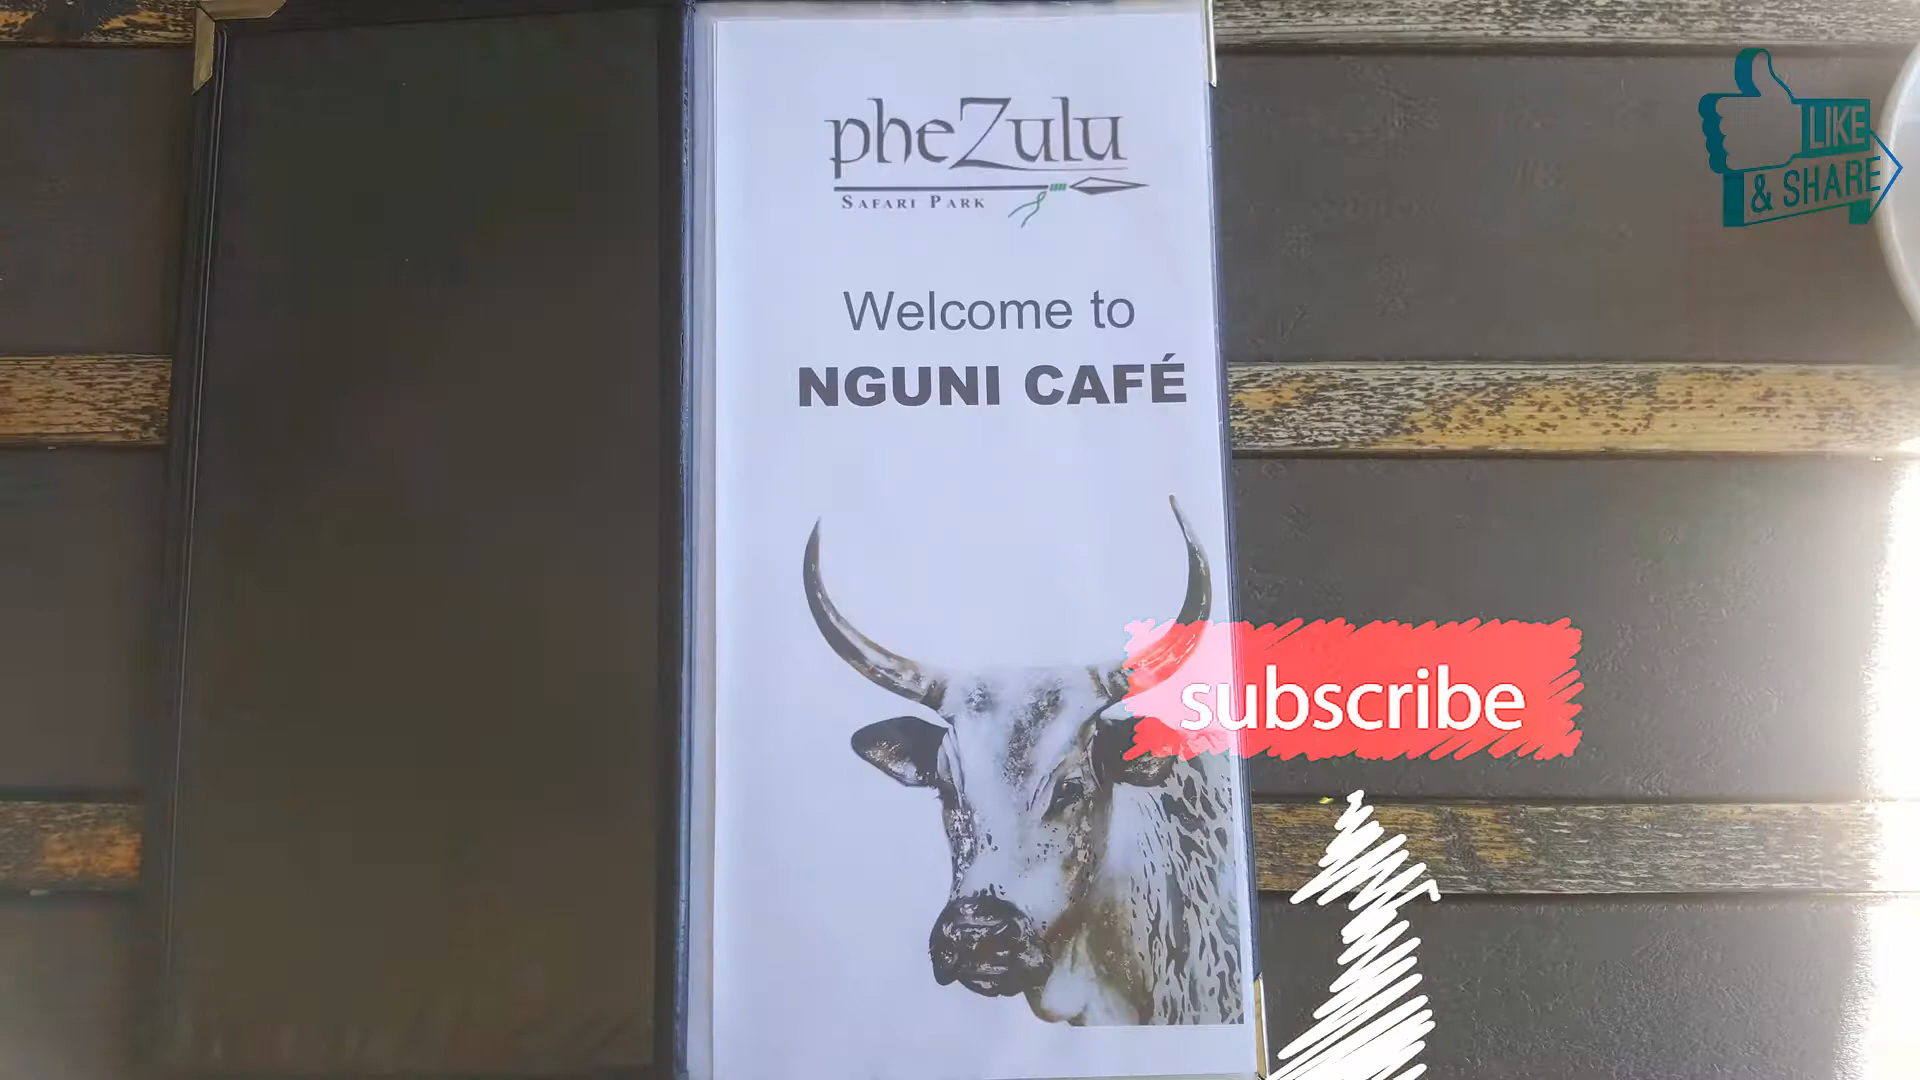 pheZulu
SAFARI PARK
Welcome to
NGUNI CAFÉ
LIKE
& SHARE
subscribe